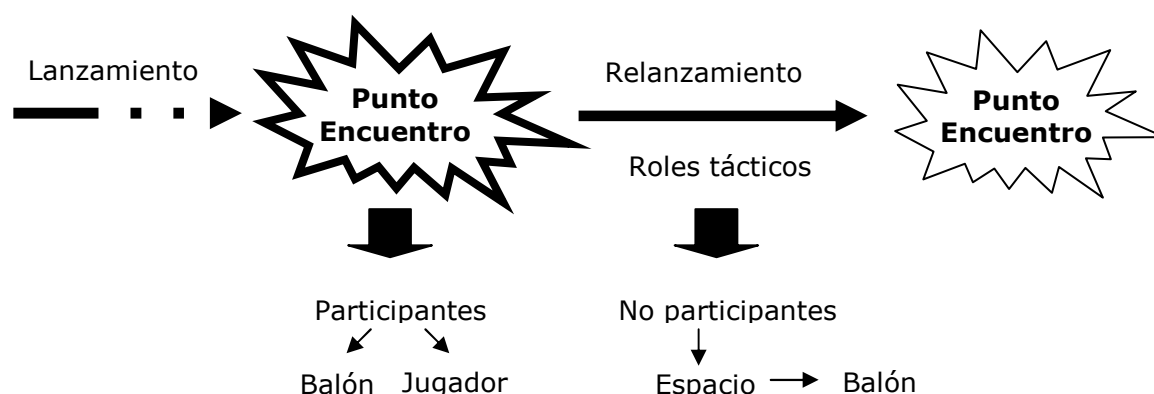 Lanzamiento
Punto
Encuentro
Relanzamiento
Roles tácticos
Punto
Encuentro
Participantes
No participantes
Balón Jugador
Espacio
Balón